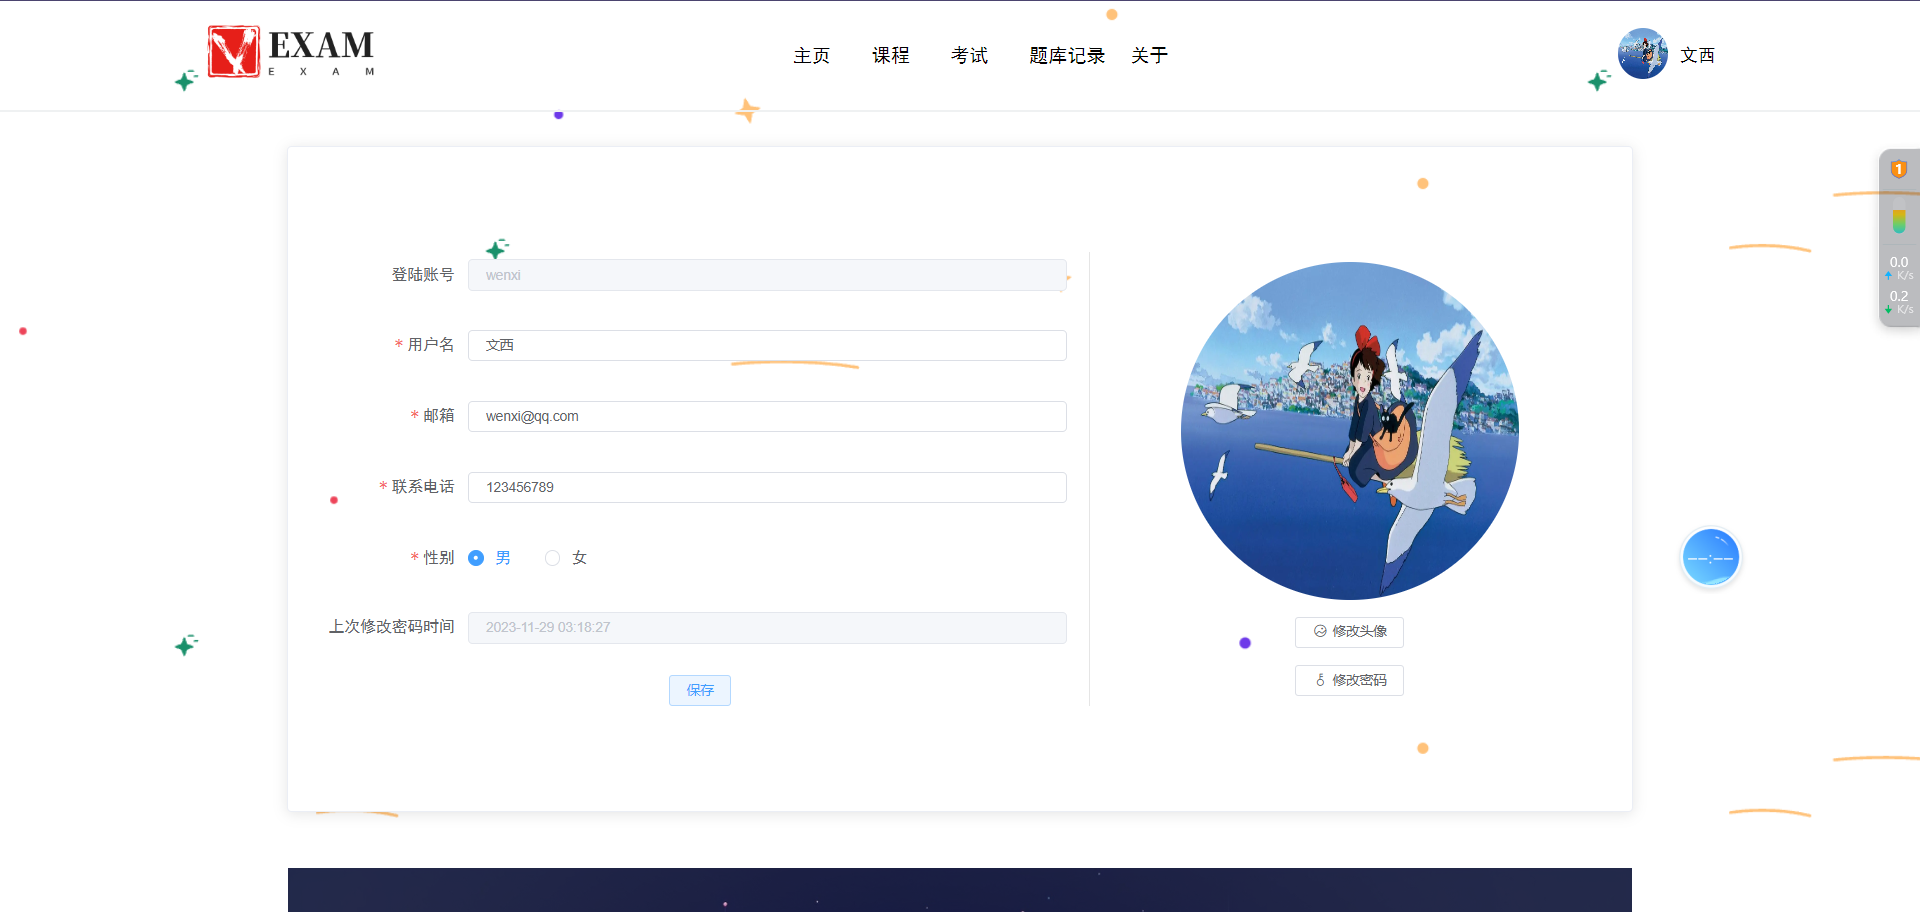 EXAM
E X A M
主页 课程 考试 题库记录 关于
文西
1
0.0
K/s
0.2
K/s
登陆账号 wenxi
* 用户名 文西
* 邮箱 wenxi@qq.com
* 联系电话 123456789
* 性别 男 女
上次修改密码时间 2023-11-29 03:18:27
保存
修改头像
修改密码